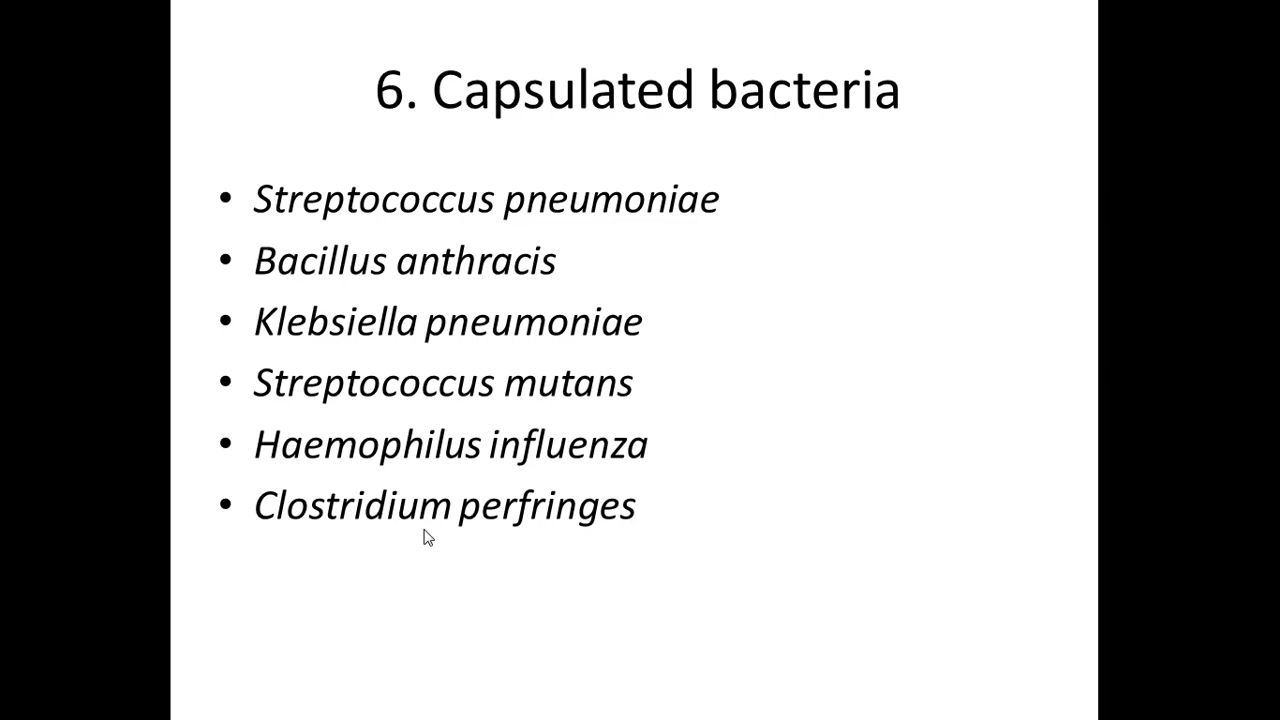 6. Capsulated bacteria
• Streptococcus pneumoniae
• Bacillus anthracis
• Klebsiella pneumoniae
• Streptococcus mutans
• Haemophilus influenza
• Clostridium perfringes